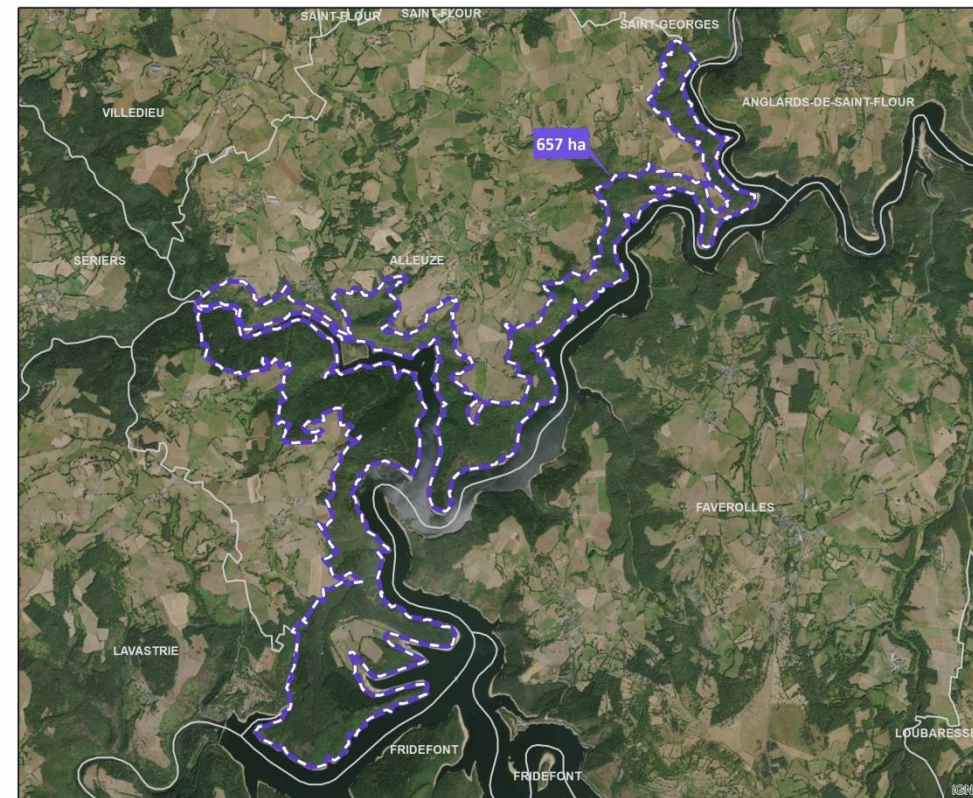 SAINT-FLOUR
SAINT-FLOUR
SAINT-GEORGES
VILLEDIEU
ANGLARDS-DE-SAINT-FLOUR
657 ha
SERIERS
ALLEUZE
FAVEROLLES
LAVASTRIE
LOUBARESSE
FRIDEFONT
FRIDEFONT
IGN